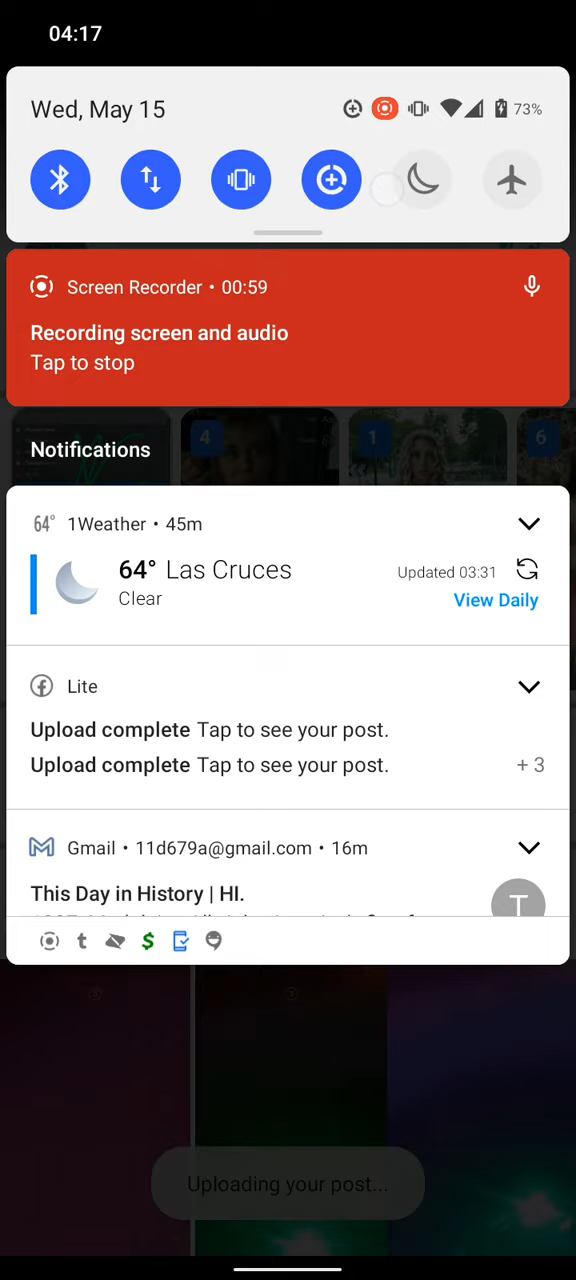 04:17
Wed, May 15
73%
Screen Recorder • 00:59
Recording screen and audio
Tap to stop
4
1
6
Notifications
64° 1Weather • 45m
64° Las Cruces
Updated 03:31
Clear
View Daily
Lite
Upload complete Tap to see your post.
Upload complete Tap to see your post.
+ 3
Gmail • 11d679a@gmail.com • 16m
This Day in History | HI.
T
t
$
Uploading your post...